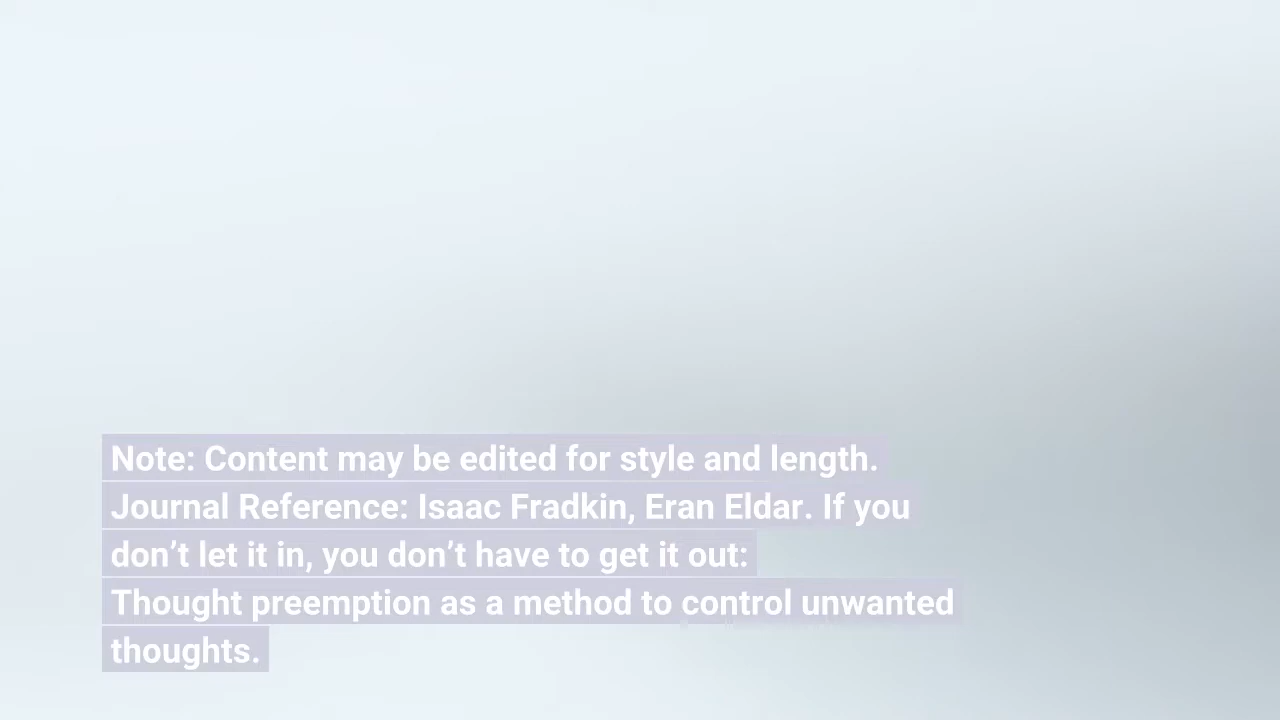 Note: Content may be edited for style and length.
Journal Reference: Isaac Fradkin, Eran Eldar. If you
don’t let it in, you don’t have to get it out:
Thought preemption as a method to control unwanted
thoughts.